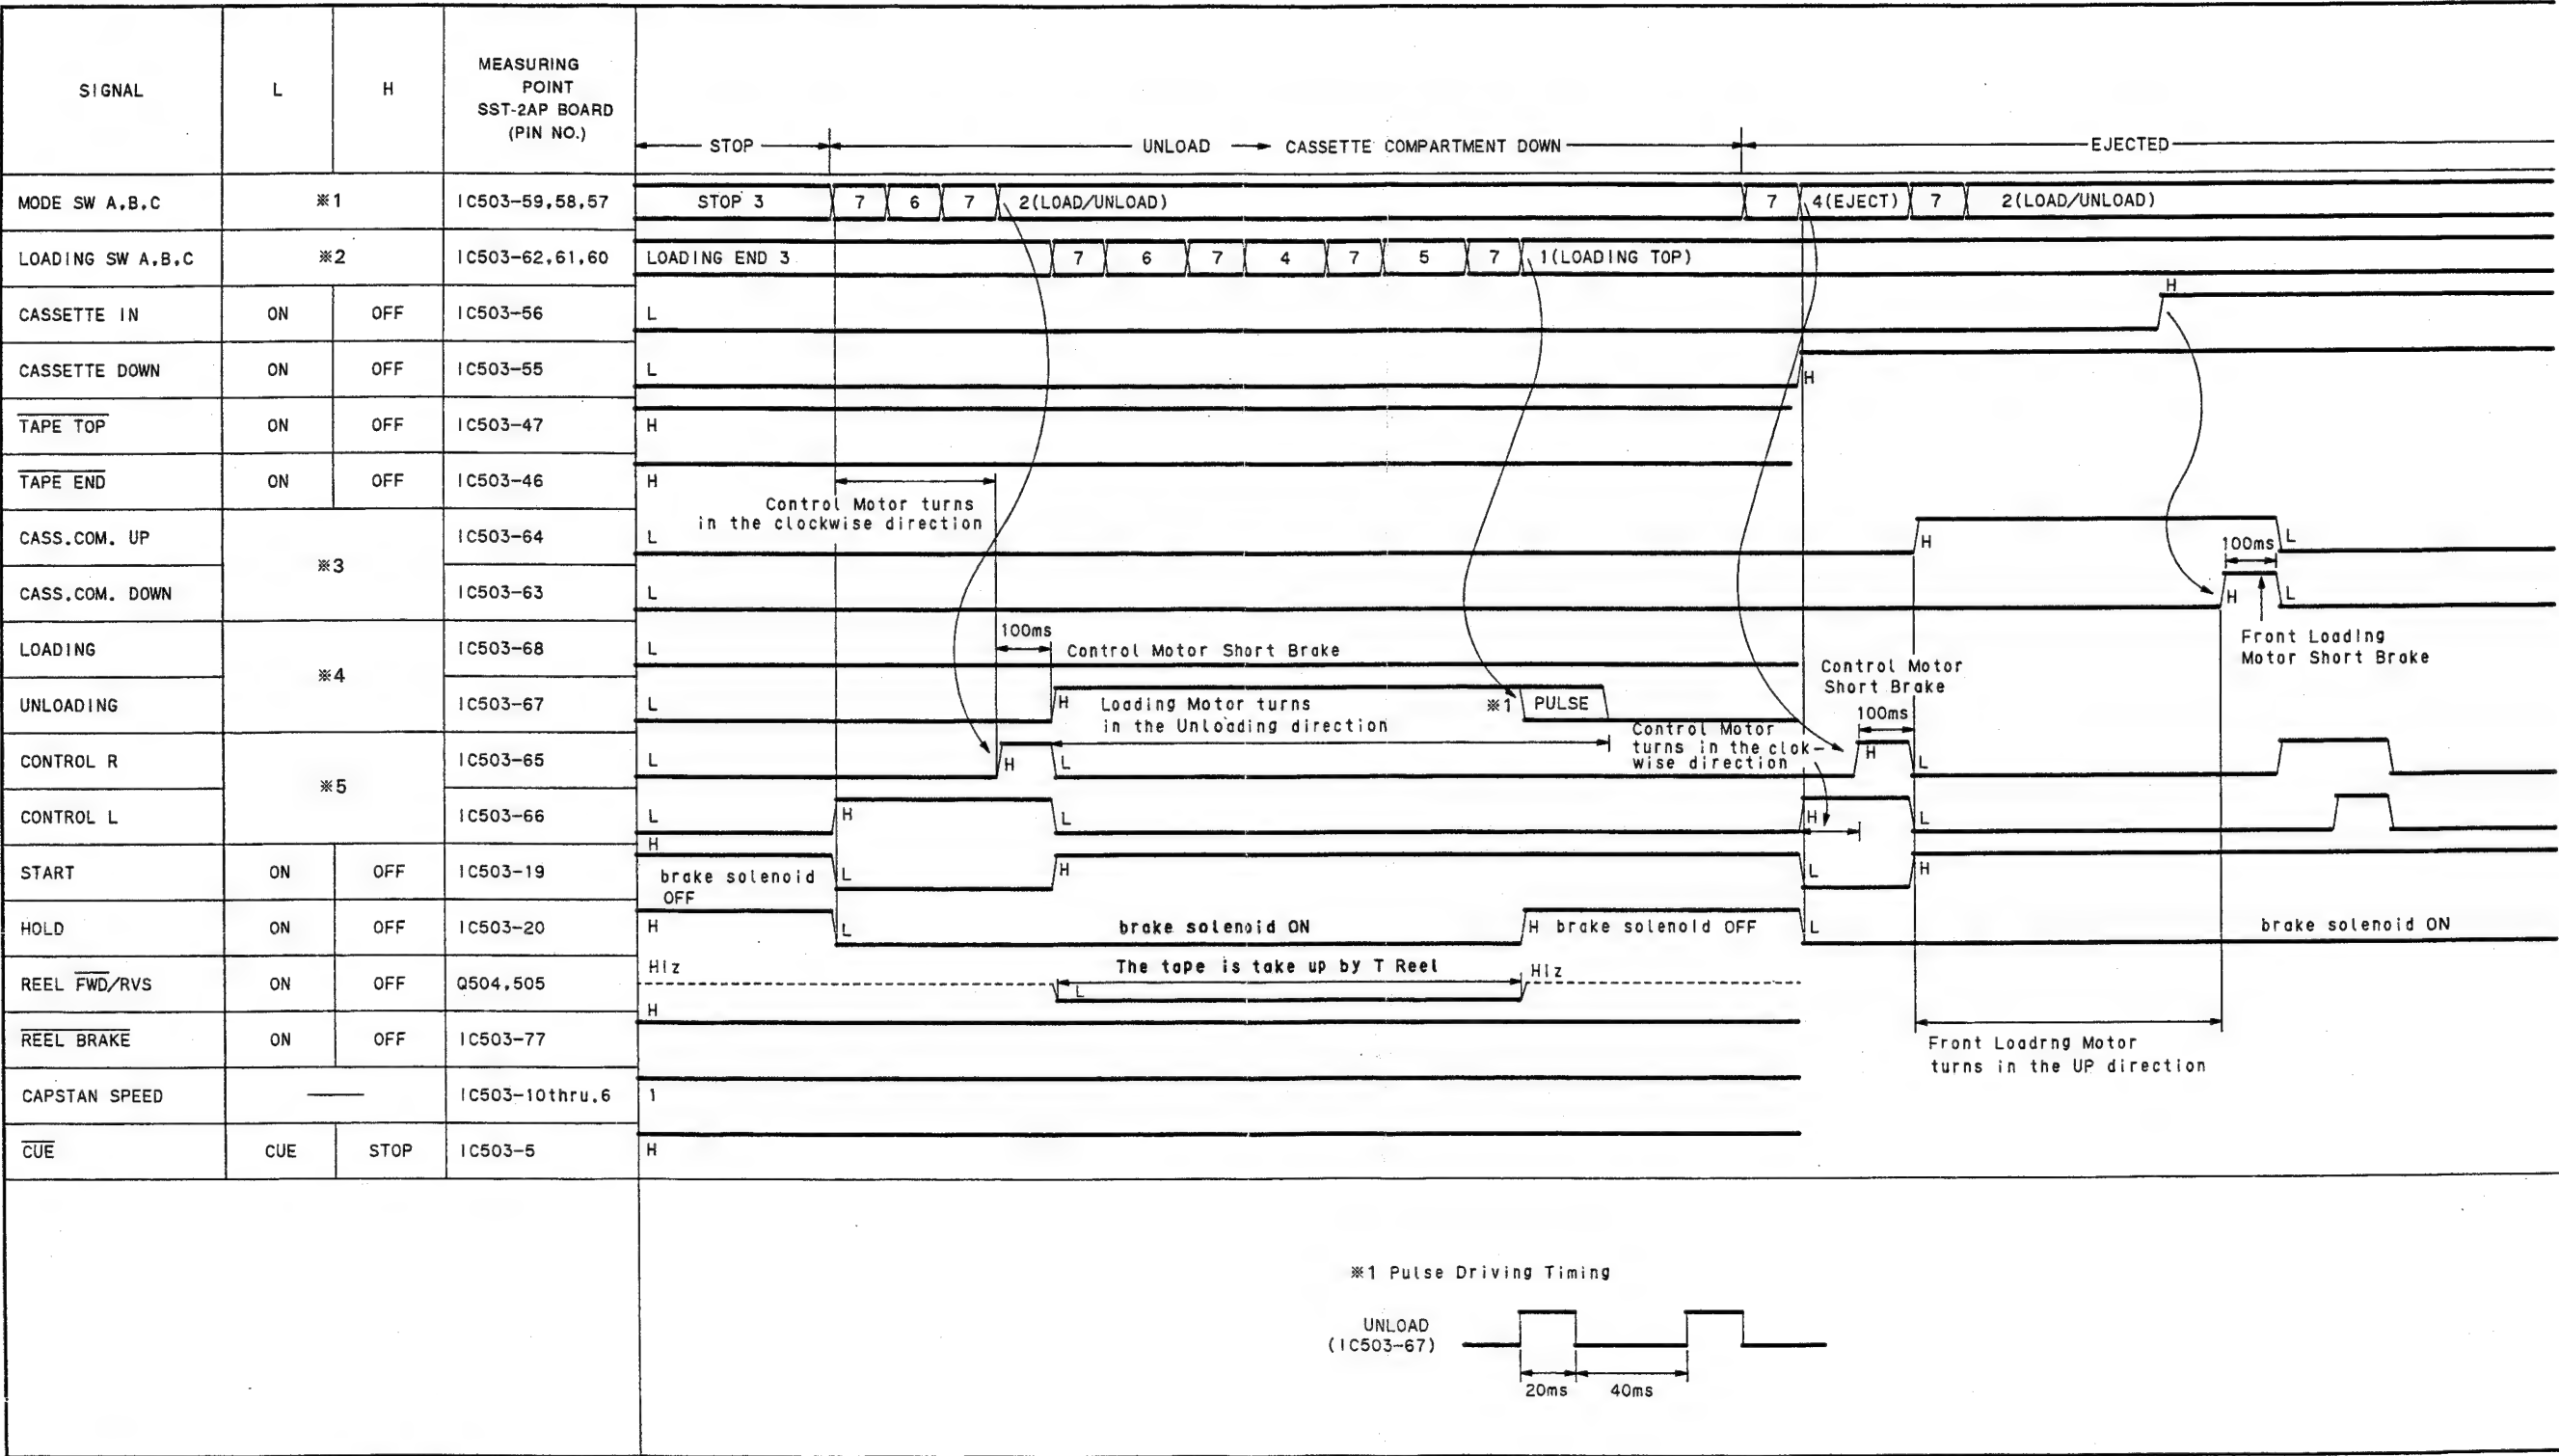 SIGNAL
L
H
MEASURING
POINT
SST-2AP BOARD
(PIN NO.)
STOP
UNLOAD → CASSETTE COMPARTMENT DOWN
EJECTED
MODE SW A.B.C
※1
IC503-59,58,57
STOP 3
7
6
7
2(LOAD/UNLOAD)
7
4(EJECT)
7
2(LOAD/UNLOAD)
LOADING SW A.B.C
※2
IC503-62,61,60
LOADING END 3
7
6
7
4
7
5
7
1(LOADING TOP)
CASSETTE IN
ON
OFF
IC503-56
L
H
CASSETTE DOWN
ON
OFF
IC503-55
L
H
TAPE TOP
ON
OFF
IC503-47
H
TAPE END
ON
OFF
IC503-46
H
Control Motor turns
in the clockwise direction
CASS.COM. UP
※3
IC503-64
L
H
100ms
L
CASS.COM. DOWN
IC503-63
L
H
L
Front Loading
Motor Short Brake
LOADING
※4
IC503-68
L
100ms
Control Motor Short Brake
Control Motor
Short Brake
100ms
UNLOADING
IC503-67
L
H
Loading Motor turns
in the Unloading direction
※1
PULSE
Control Motor
turns in the clok-
wise direction
CONTROL R
※5
IC503-65
L
H
L
H
L
CONTROL L
IC503-66
L
H
L
H
L
START
ON
OFF
IC503-19
H
brake solenoid
OFF
L
H
L
H
HOLD
ON
OFF
IC503-20
H
L
brake solenoid ON
H brake solenoid OFF
L
brake solenoid ON
REEL FWD/RVS
ON
OFF
Q504,505
HIz
L
The tape is take up by T Reel
HIz
REEL BRAKE
ON
OFF
IC503-77
H
Front Loadrng Motor
turns in the UP direction
CAPSTAN SPEED
——
IC503-10thru.6
1
CUE
CUE
STOP
IC503-5
H
※1 Pulse Driving Timing
UNLOAD
(IC503-67)
20ms
40ms